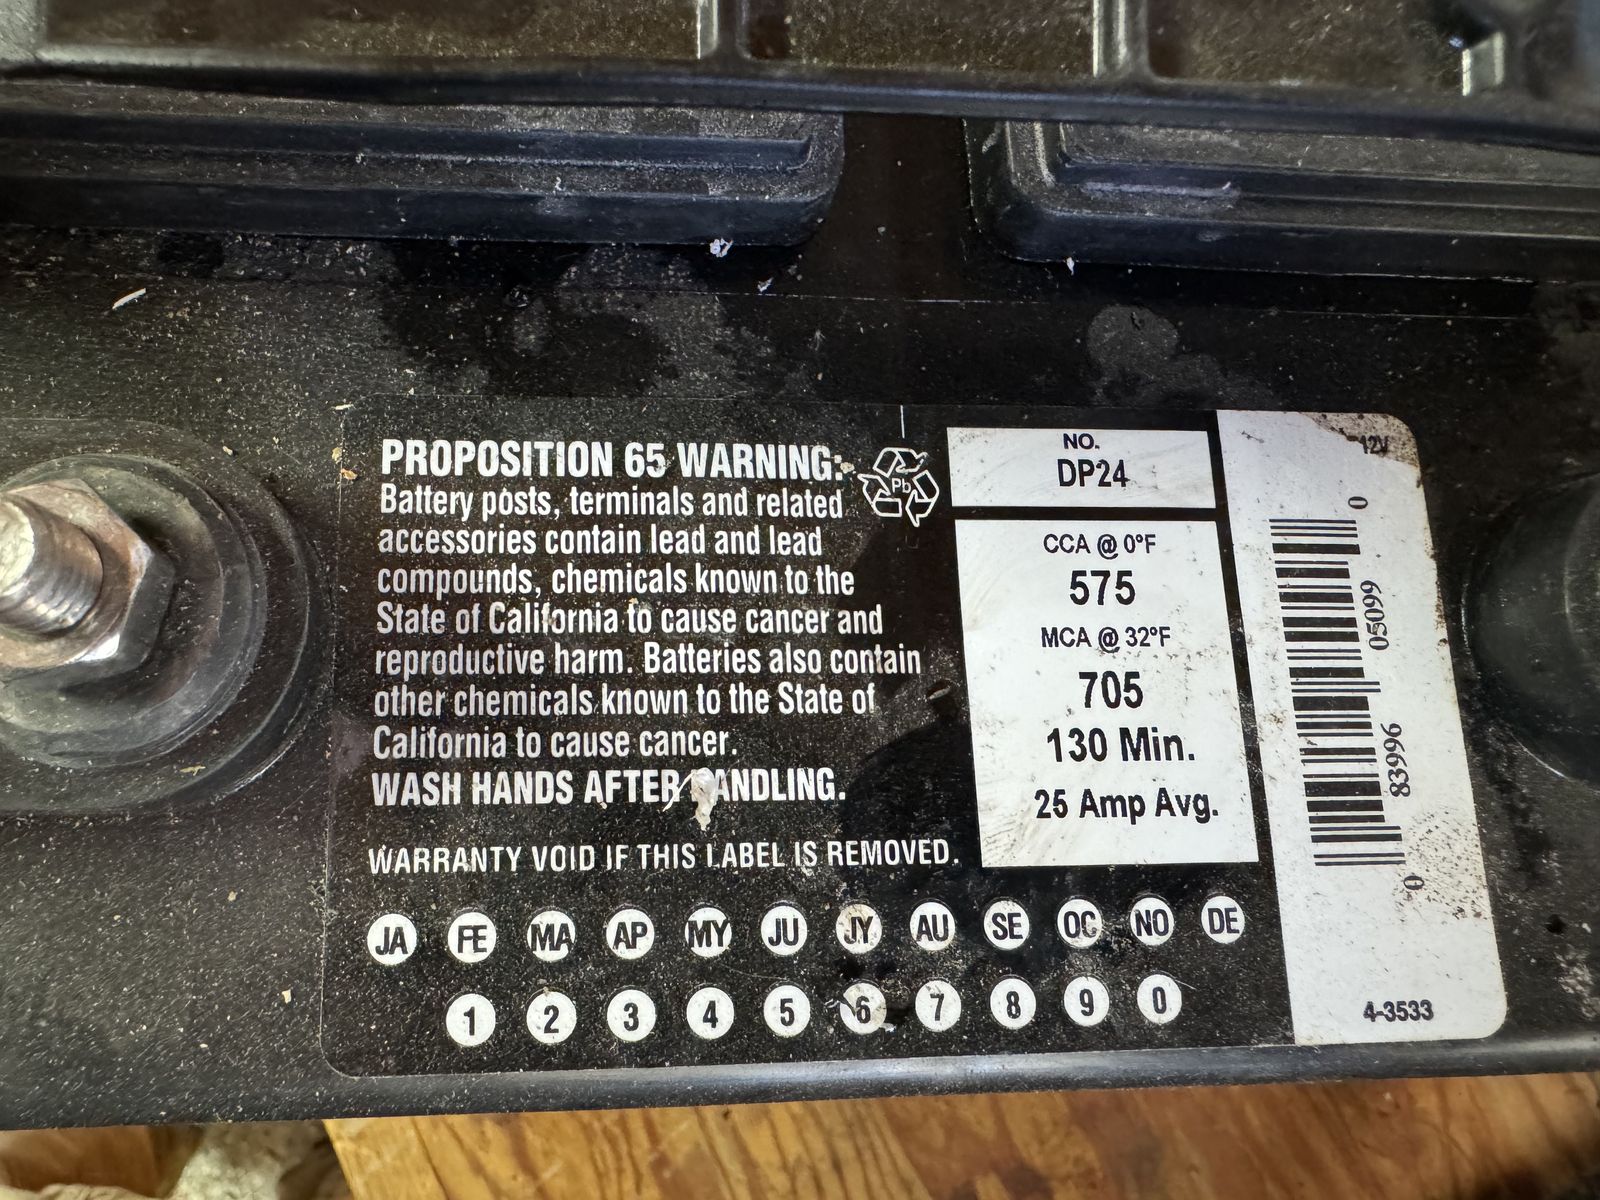 PROPOSITION 65 WARNING:
Battery posts, terminals and related
accessories contain lead and lead
compounds, chemicals known to the
State of California to cause cancer and
reproductive harm. Batteries also contain
other chemicals known to the State of
California to cause cancer.
WASH HANDS AFTER HANDLING.
WARRANTY VOID IF THIS LABEL IS REMOVED.
Pb
NO.
DP24
CCA @ 0°F
575
MCA @ 32°F
705
130 Min.
25 Amp Avg.
12V
0 83996 05099 0
4-3533
JA FE MA AP MY JU JY AU SE OC NO DE
1 2 3 4 5 6 7 8 9 0